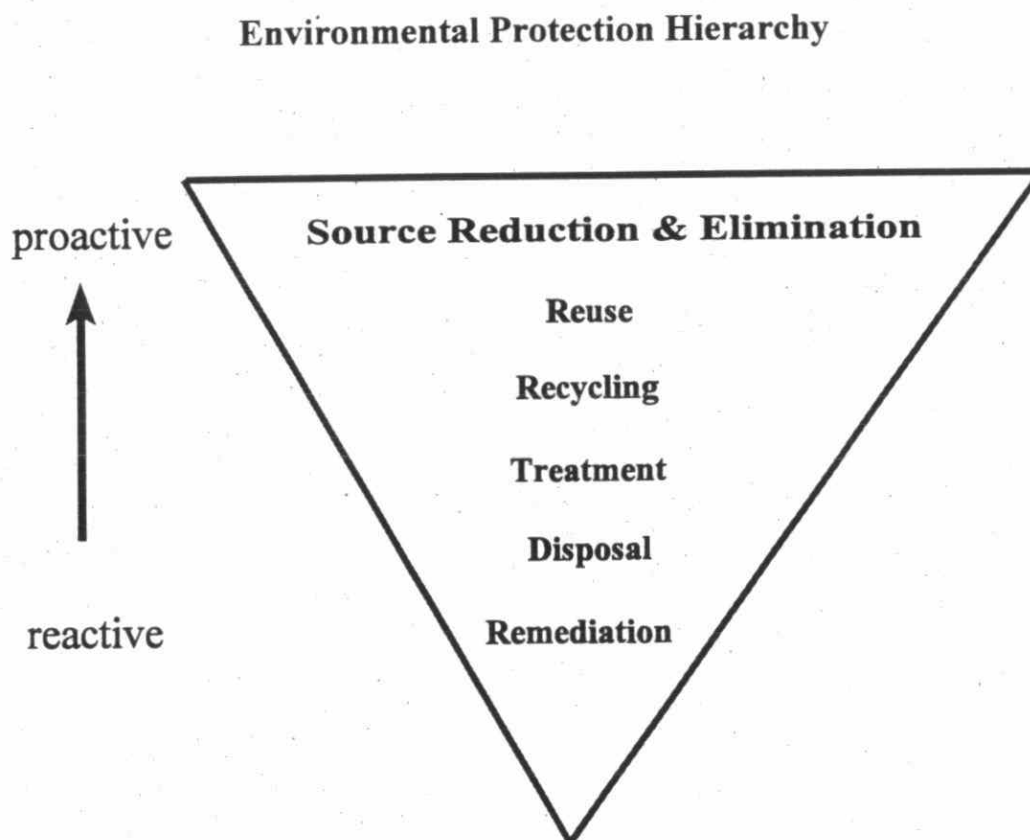 Environmental Protection Hierarchy
proactive
Source Reduction & Elimination
Reuse
Recycling
Treatment
Disposal
reactive
Remediation